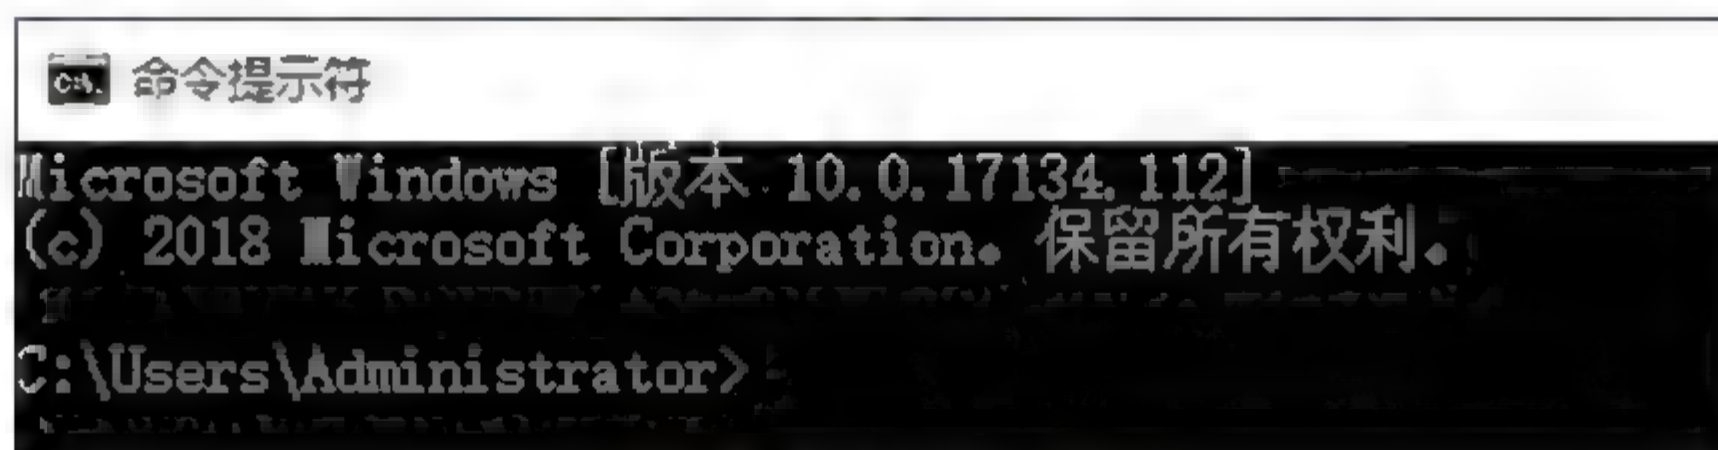 命令提示符
Microsoft Windows [版本 10.0.17134.112]
(c) 2018 Microsoft Corporation。保留所有权利。
C:\Users\Administrator>